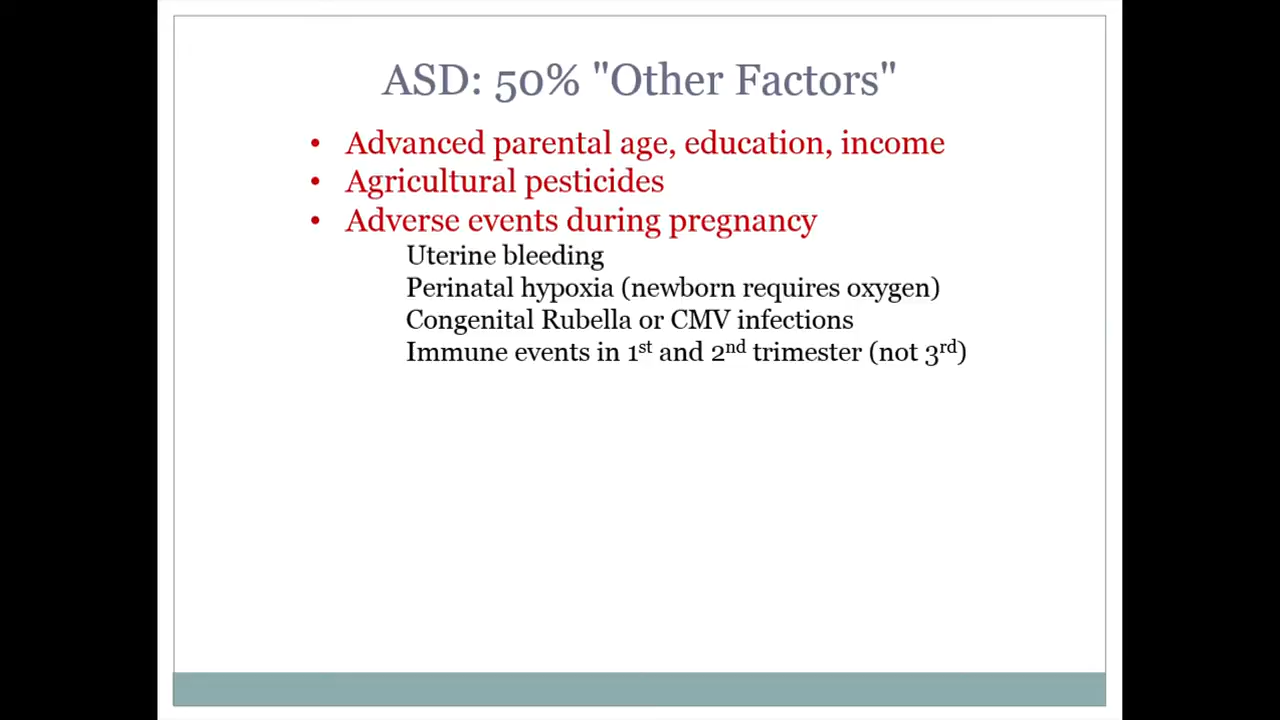 ASD: 50% "Other Factors"
• Advanced parental age, education, income
• Agricultural pesticides
• Adverse events during pregnancy
Uterine bleeding
Perinatal hypoxia (newborn requires oxygen)
Congenital Rubella or CMV infections
Immune events in 1st and 2nd trimester (not 3rd)